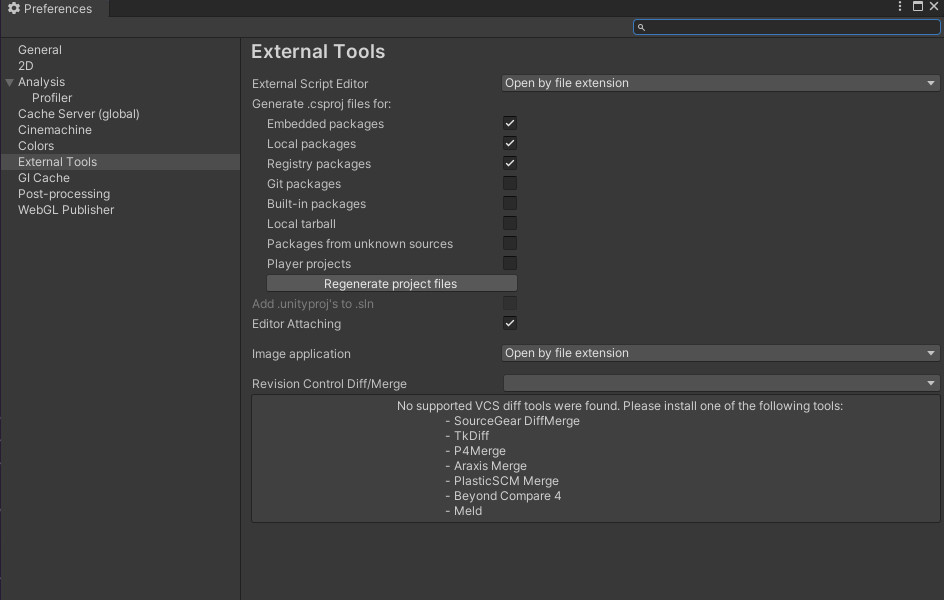 Preferences
General
2D
Analysis
Profiler
Cache Server (global)
Cinemachine
Colors
External Tools
GI Cache
Post-processing
WebGL Publisher
External Tools
External Script Editor Open by file extension
Generate .csproj files for:
Embedded packages
Local packages
Registry packages
Git packages
Built-in packages
Local tarball
Packages from unknown sources
Player projects
Regenerate project files
Add .unityproj's to .sln
Editor Attaching
Image application Open by file extension
Revision Control Diff/Merge
No supported VCS diff tools were found. Please install one of the following tools:
- SourceGear DiffMerge
- TkDiff
- P4Merge
- Araxis Merge
- PlasticSCM Merge
- Beyond Compare 4
- Meld